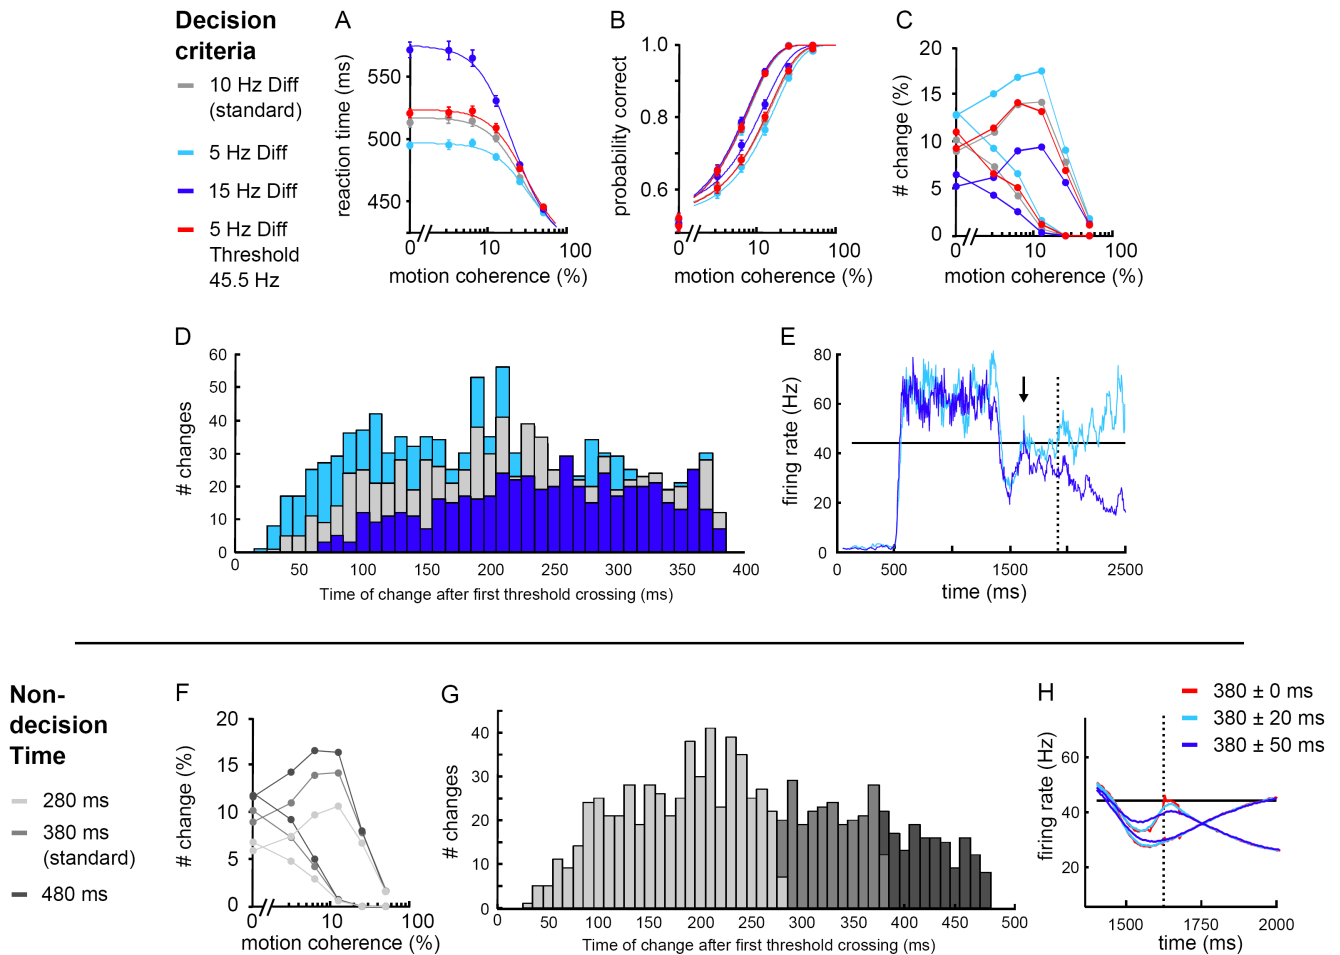 Decision
criteria
10 Hz Diff
(standard)
5 Hz Diff
15 Hz Diff
5 Hz Diff
Threshold
45.5 Hz
A
reaction time (ms)
550
500
450
0 10 100
motion coherence (%)
B
probability correct
1.0
0.8
0.6
0 10 100
motion coherence (%)
C
# change (%)
20
15
10
5
0
0 10 100
motion coherence (%)
D
# changes
60
50
40
30
20
10
0
0 50 100 150 200 250 300 350 400
Time of change after first threshold crossing (ms)
E
firing rate (Hz)
80
60
40
20
0
0 500 1000 1500 2000 2500
time (ms)
Non-
decision
Time
280 ms
380 ms
(standard)
480 ms
F
# change (%)
20
15
10
5
0
0 10 100
motion coherence (%)
G
# changes
40
30
20
10
0
0 50 100 150 200 250 300 350 400 450 500
Time of change after first threshold crossing (ms)
H
380 ± 0 ms
380 ± 20 ms
380 ± 50 ms
firing rate (Hz)
60
40
20
1500 1750 2000
time (ms)